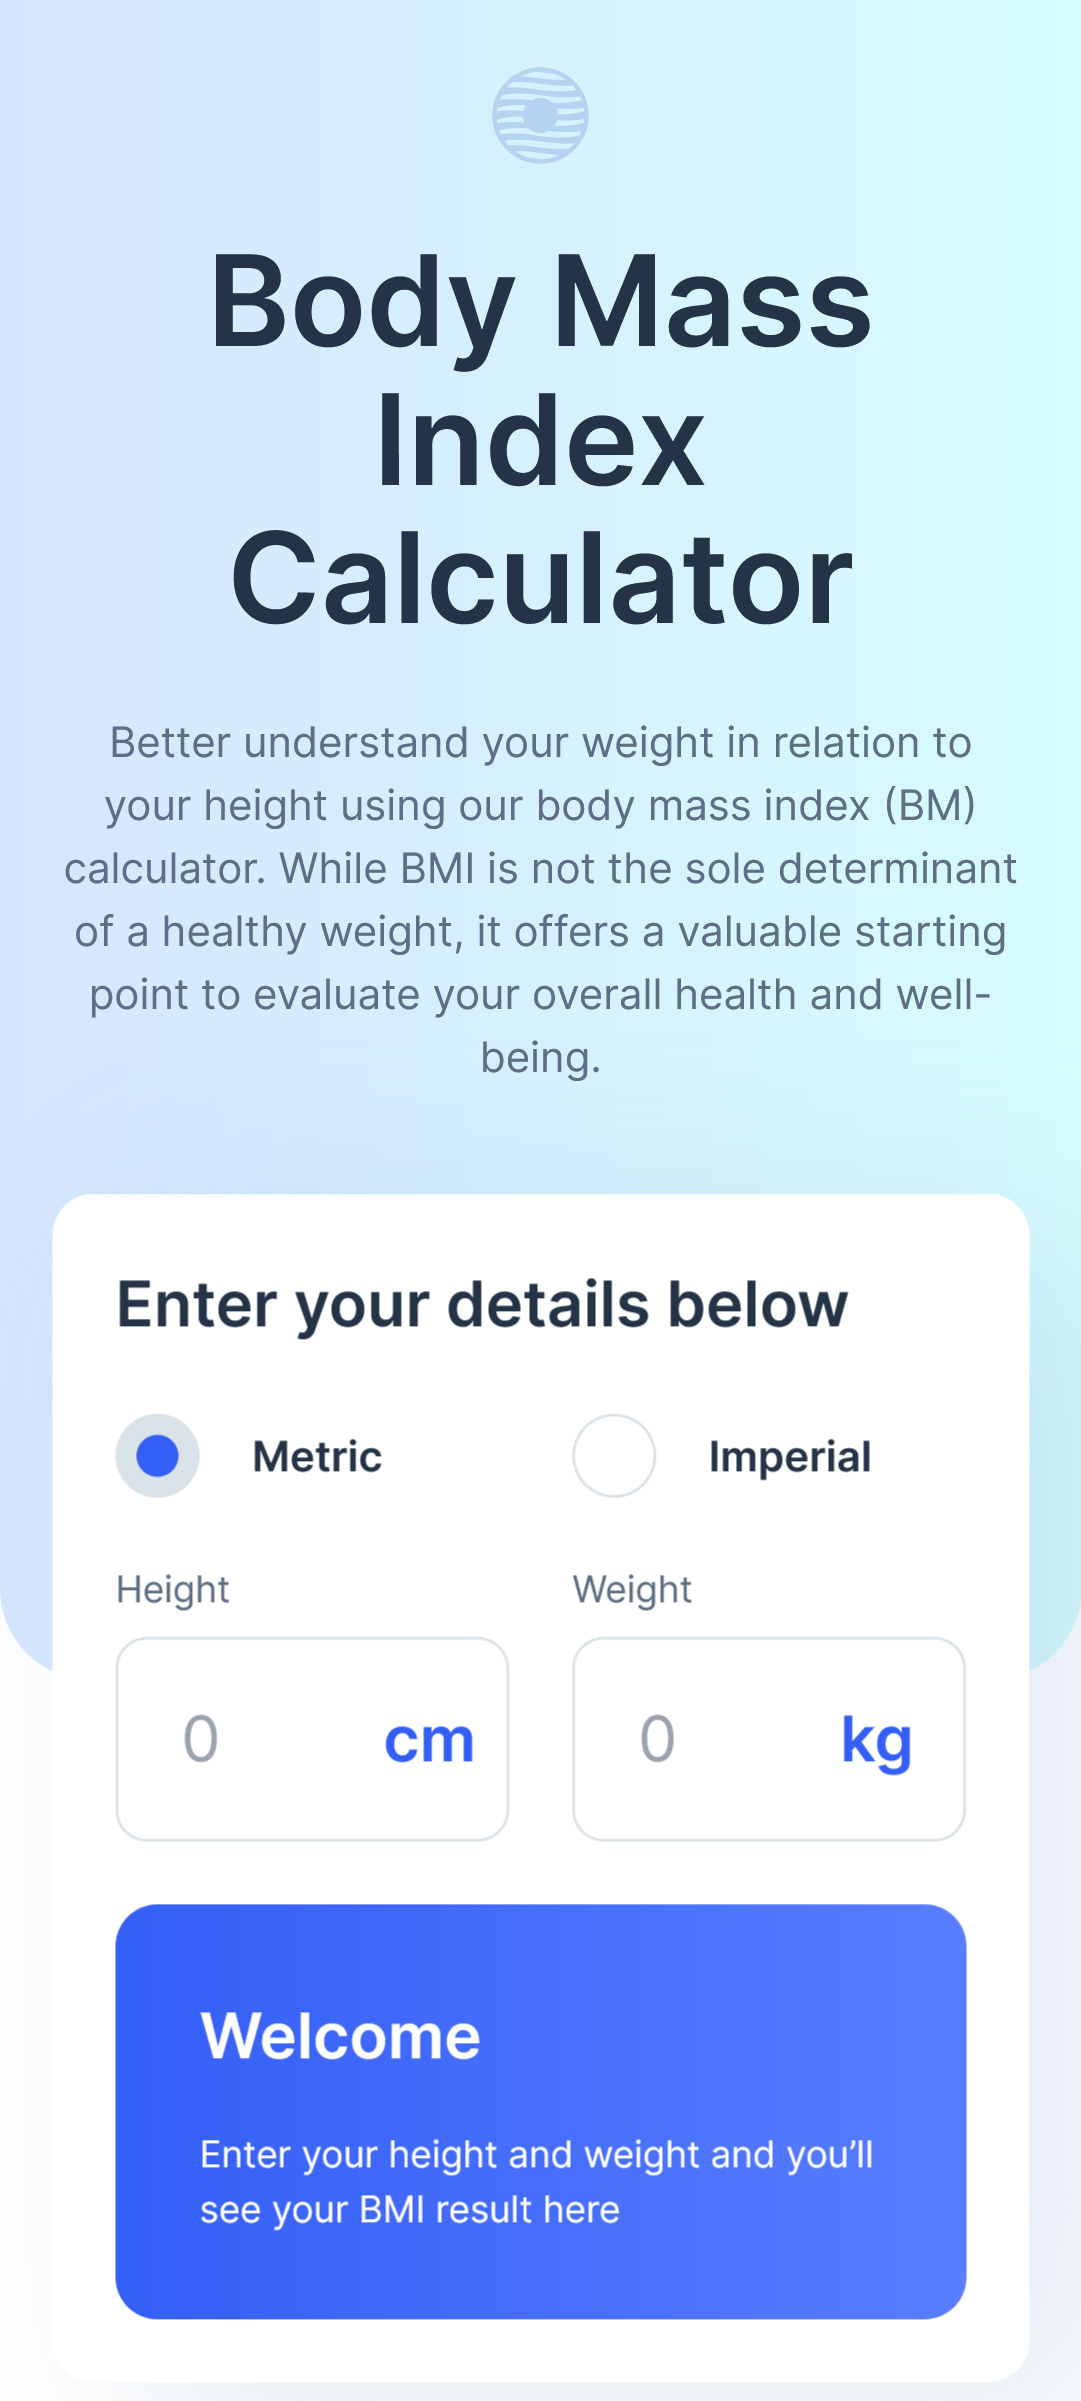 Body Mass
Index
Calculator
Better understand your weight in relation to
your height using our body mass index (BM)
calculator. While BMI is not the sole determinant
of a healthy weight, it offers a valuable starting
point to evaluate your overall health and well-
being.
Enter your details below
Metric Imperial
Height Weight
0 cm 0 kg
Welcome
Enter your height and weight and you’ll
see your BMI result here